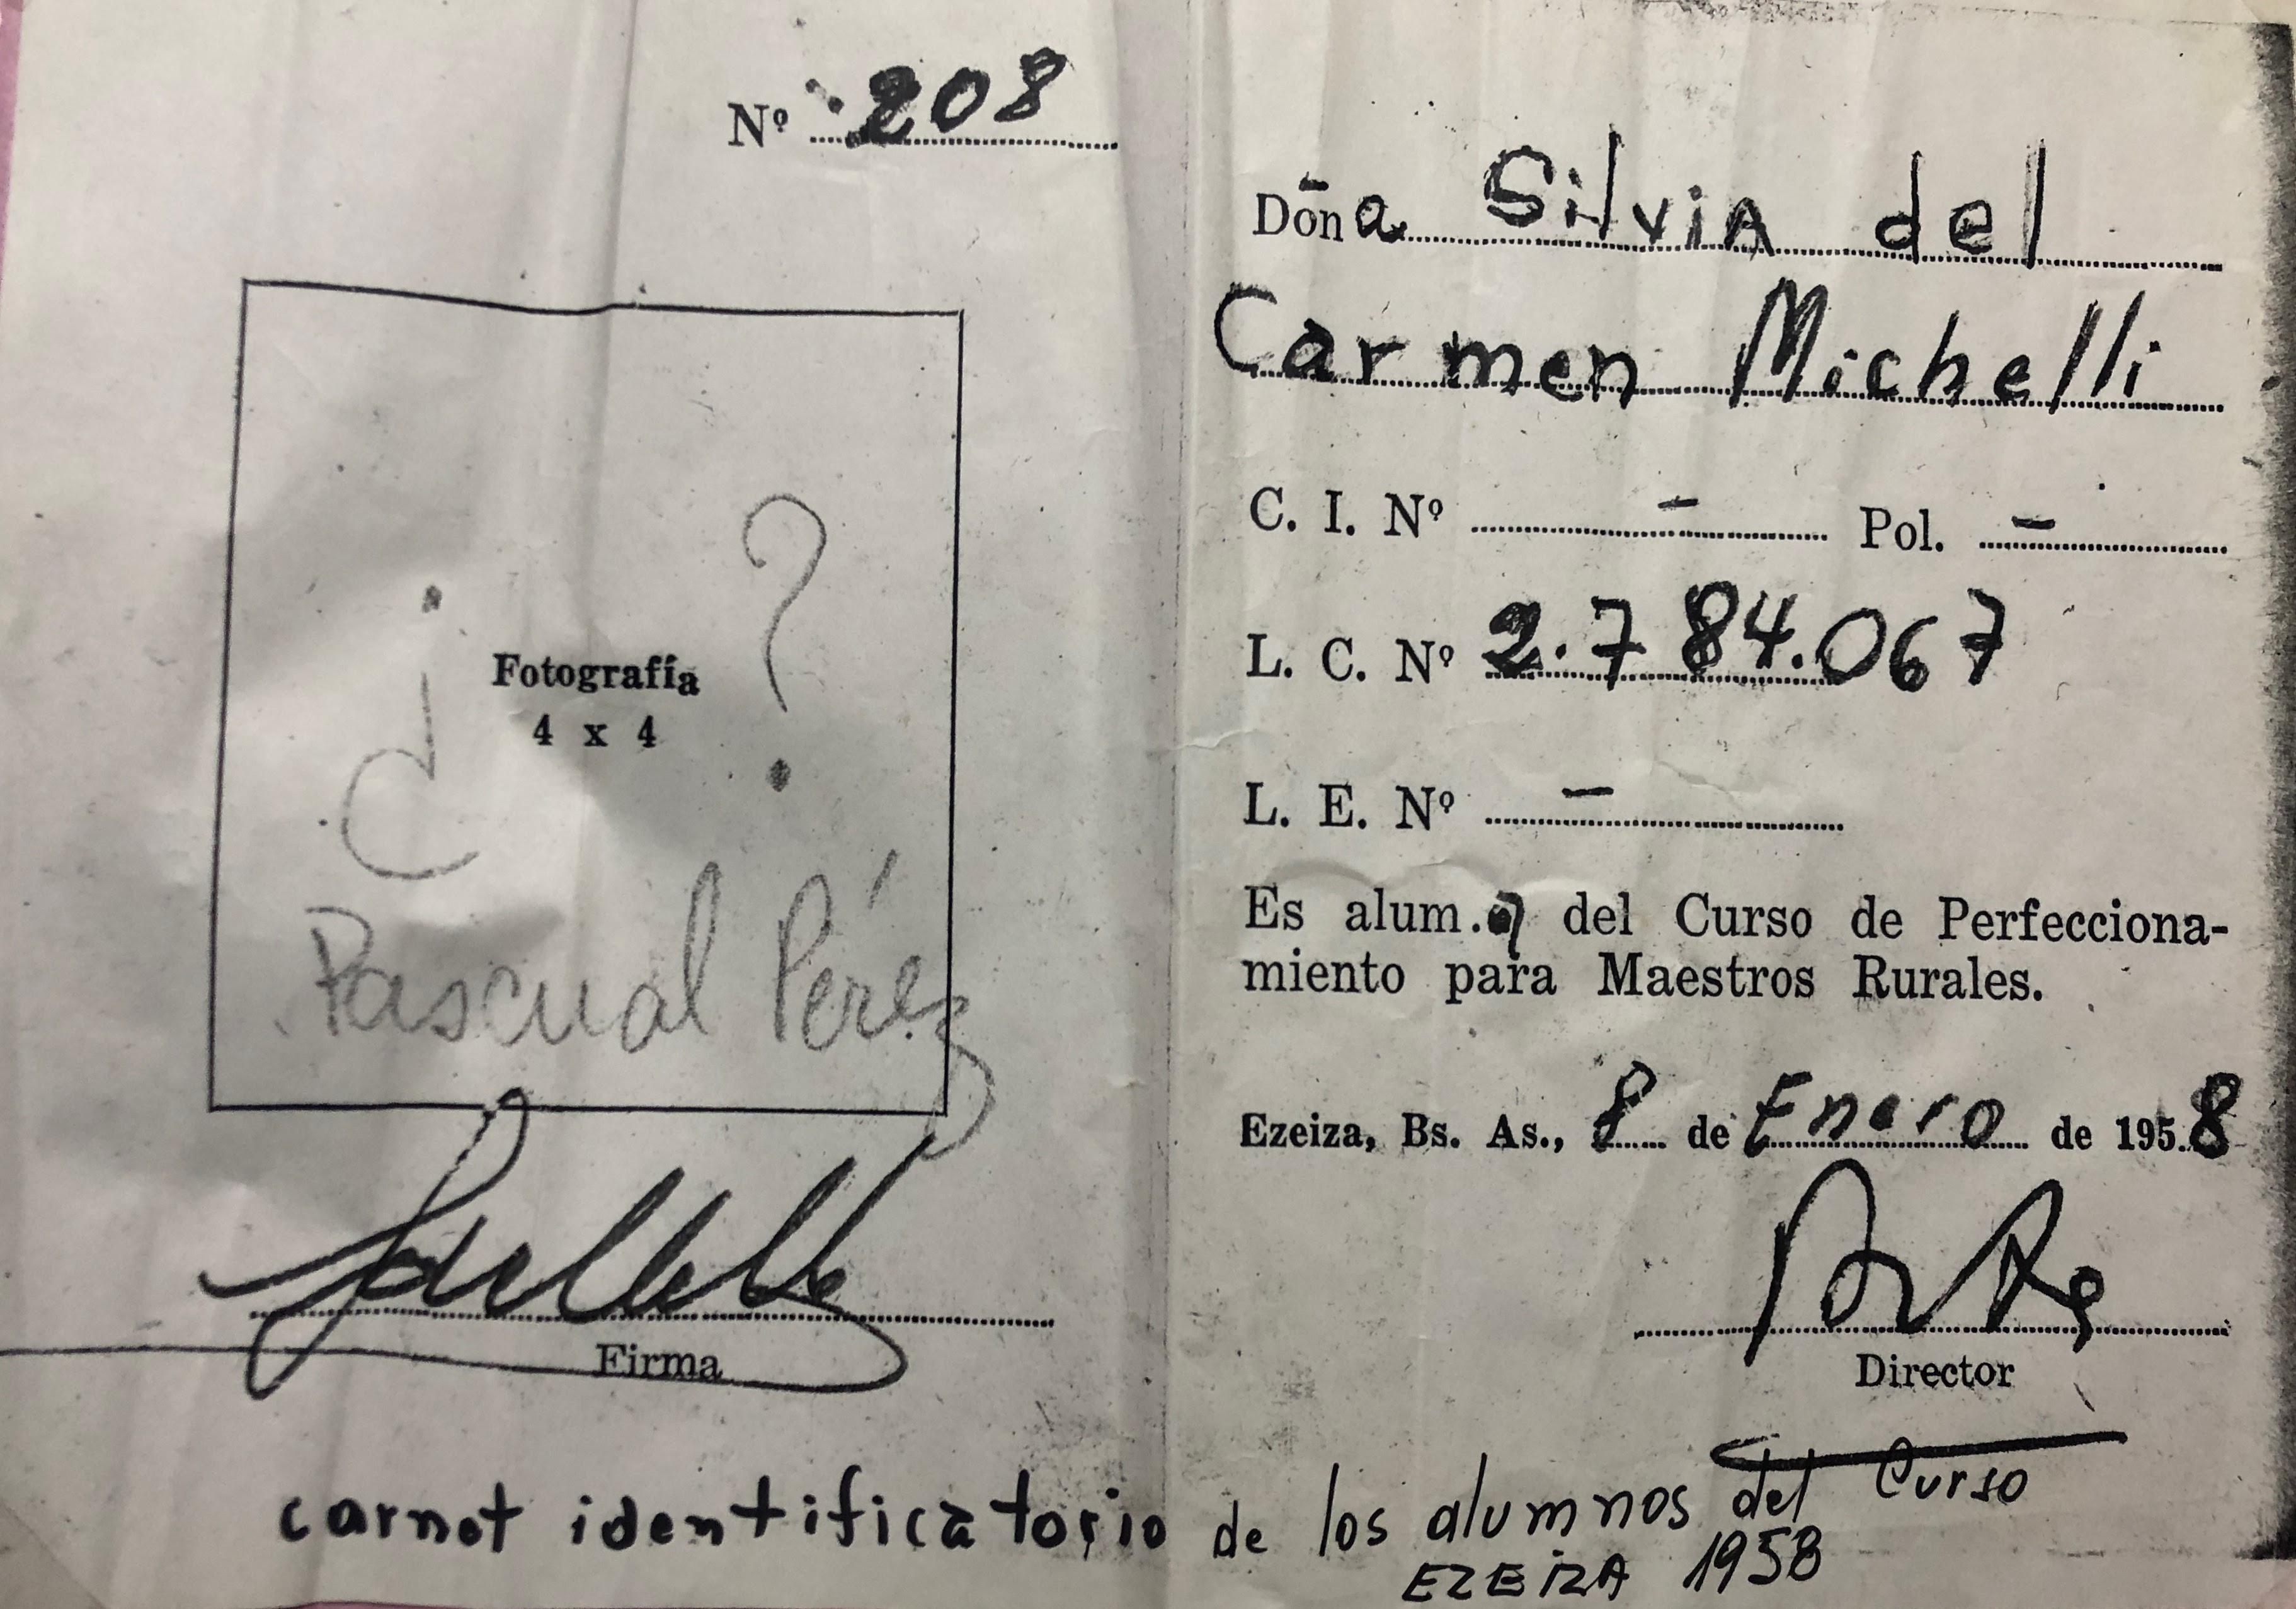 Nº 208
Fotografía
4 x 4
¿ ?
Pascual Pérez
Firma
Doña Silvia del
Carmen Michelli
C. I. Nº - Pol. -
L. C. Nº 2.784.067
L. E. Nº -
Es alum.a del Curso de Perfecciona-
miento para Maestros Rurales.
Ezeiza, Bs. As., 8 de Enero de 1958
Director
carnet identificatorio de los alumnos del Curso
EZEIZA 1958